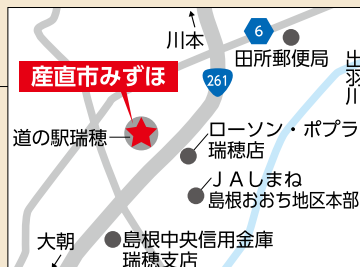 川本
6
田所郵便局
出
羽
川
261
産直市みずほ
道の駅瑞穂
ローソン・ポプラ
瑞穂店
JAしまね
島根おおち地区本部
大朝
島根中央信用金庫
瑞穂支店